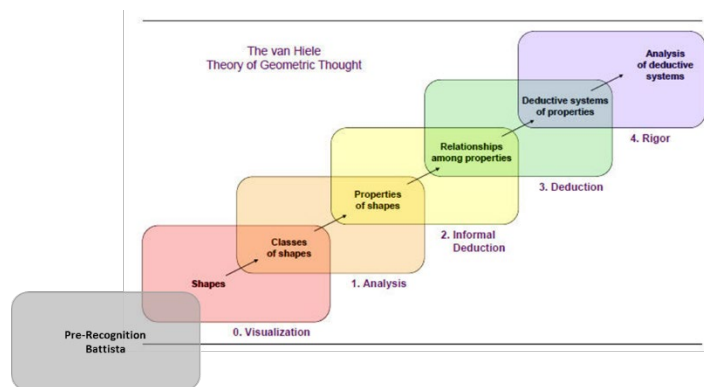 The van Hiele
Theory of Geometric Thought
Analysis
of deductive
systems
Deductive systems
of properties
4. Rigor
Relationships
among properties
3. Deduction
Properties
of shapes
2. Informal
Deduction
Classes
of shapes
1. Analysis
Shapes
0. Visualization
Pre-Recognition
Battista